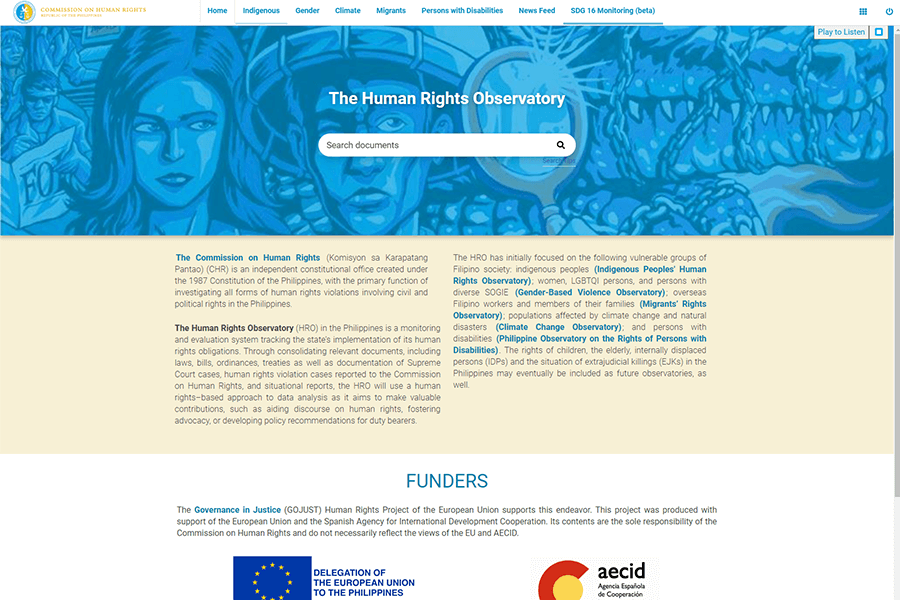 COMMISSION ON HUMAN RIGHTS
REPUBLIC OF THE PHILIPPINES
Home Indigenous Gender Climate Migrants Persons with Disabilities News Feed SDG 16 Monitoring (beta)
Play to Listen
The Human Rights Observatory
Search documents
Search tips
The Commission on Human Rights (Komisyon sa Karapatang
Pantao) (CHR) is an independent constitutional office created under
the 1987 Constitution of the Philippines, with the primary function of
investigating all forms of human rights violations involving civil and
political rights in the Philippines.
The Human Rights Observatory (HRO) in the Philippines is a monitoring
and evaluation system tracking the state's implementation of its human
rights obligations. Through consolidating relevant documents, including
laws, bills, ordinances, treaties as well as documentation of Supreme
Court cases, human rights violation cases reported to the Commission
on Human Rights, and situational reports, the HRO will use a human
rights–based approach to data analysis as it aims to make valuable
contributions, such as aiding discourse on human rights, fostering
advocacy, or developing policy recommendations for duty bearers.
The HRO has initially focused on the following vulnerable groups of
Filipino society: indigenous peoples (Indigenous Peoples' Human
Rights Observatory); women, LGBTQI persons, and persons with
diverse SOGIE (Gender-Based Violence Observatory); overseas
Filipino workers and members of their families (Migrants' Rights
Observatory); populations affected by climate change and natural
disasters (Climate Change Observatory); and persons with
disabilities (Philippine Observatory on the Rights of Persons with
Disabilities). The rights of children, the elderly, internally displaced
persons (IDPs) and the situation of extrajudicial killings (EJKs) in the
Philippines may eventually be included as future observatories, as
well.
FUNDERS
The Governance in Justice (GOJUST) Human Rights Project of the European Union supports this endeavor. This project was produced with
support of the European Union and the Spanish Agency for International Development Cooperation. Its contents are the sole responsibility of the
Commission on Human Rights and do not necessarily reflect the views of the EU and AECID.
DELEGATION OF
THE EUROPEAN UNION
TO THE PHILIPPINES
aecid
Agencia Española
de Cooperación